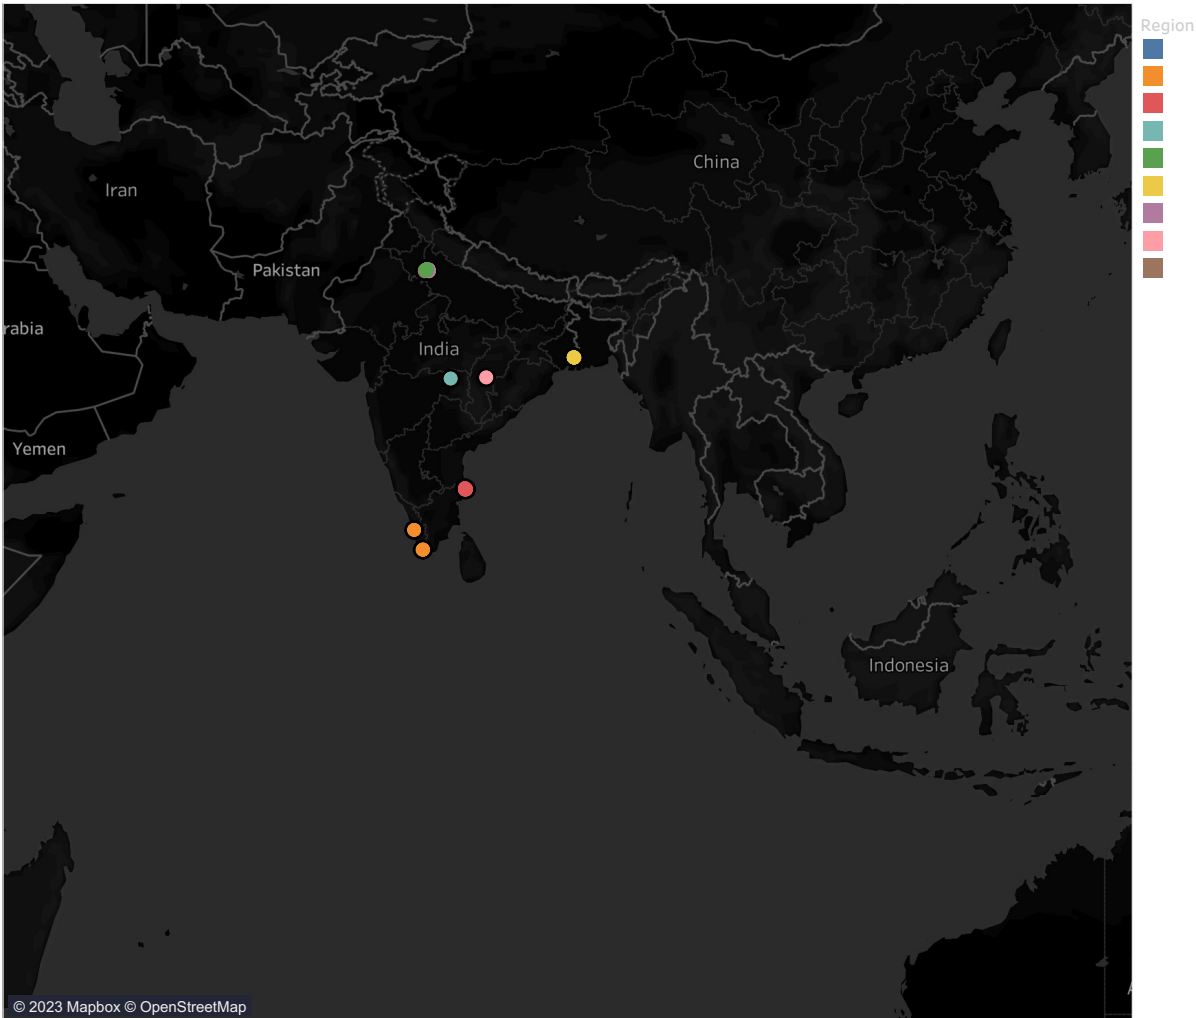 Region
China
Iran
Pakistan
rabia
India
Yemen
Indonesia
© 2023 Mapbox © OpenStreetMap